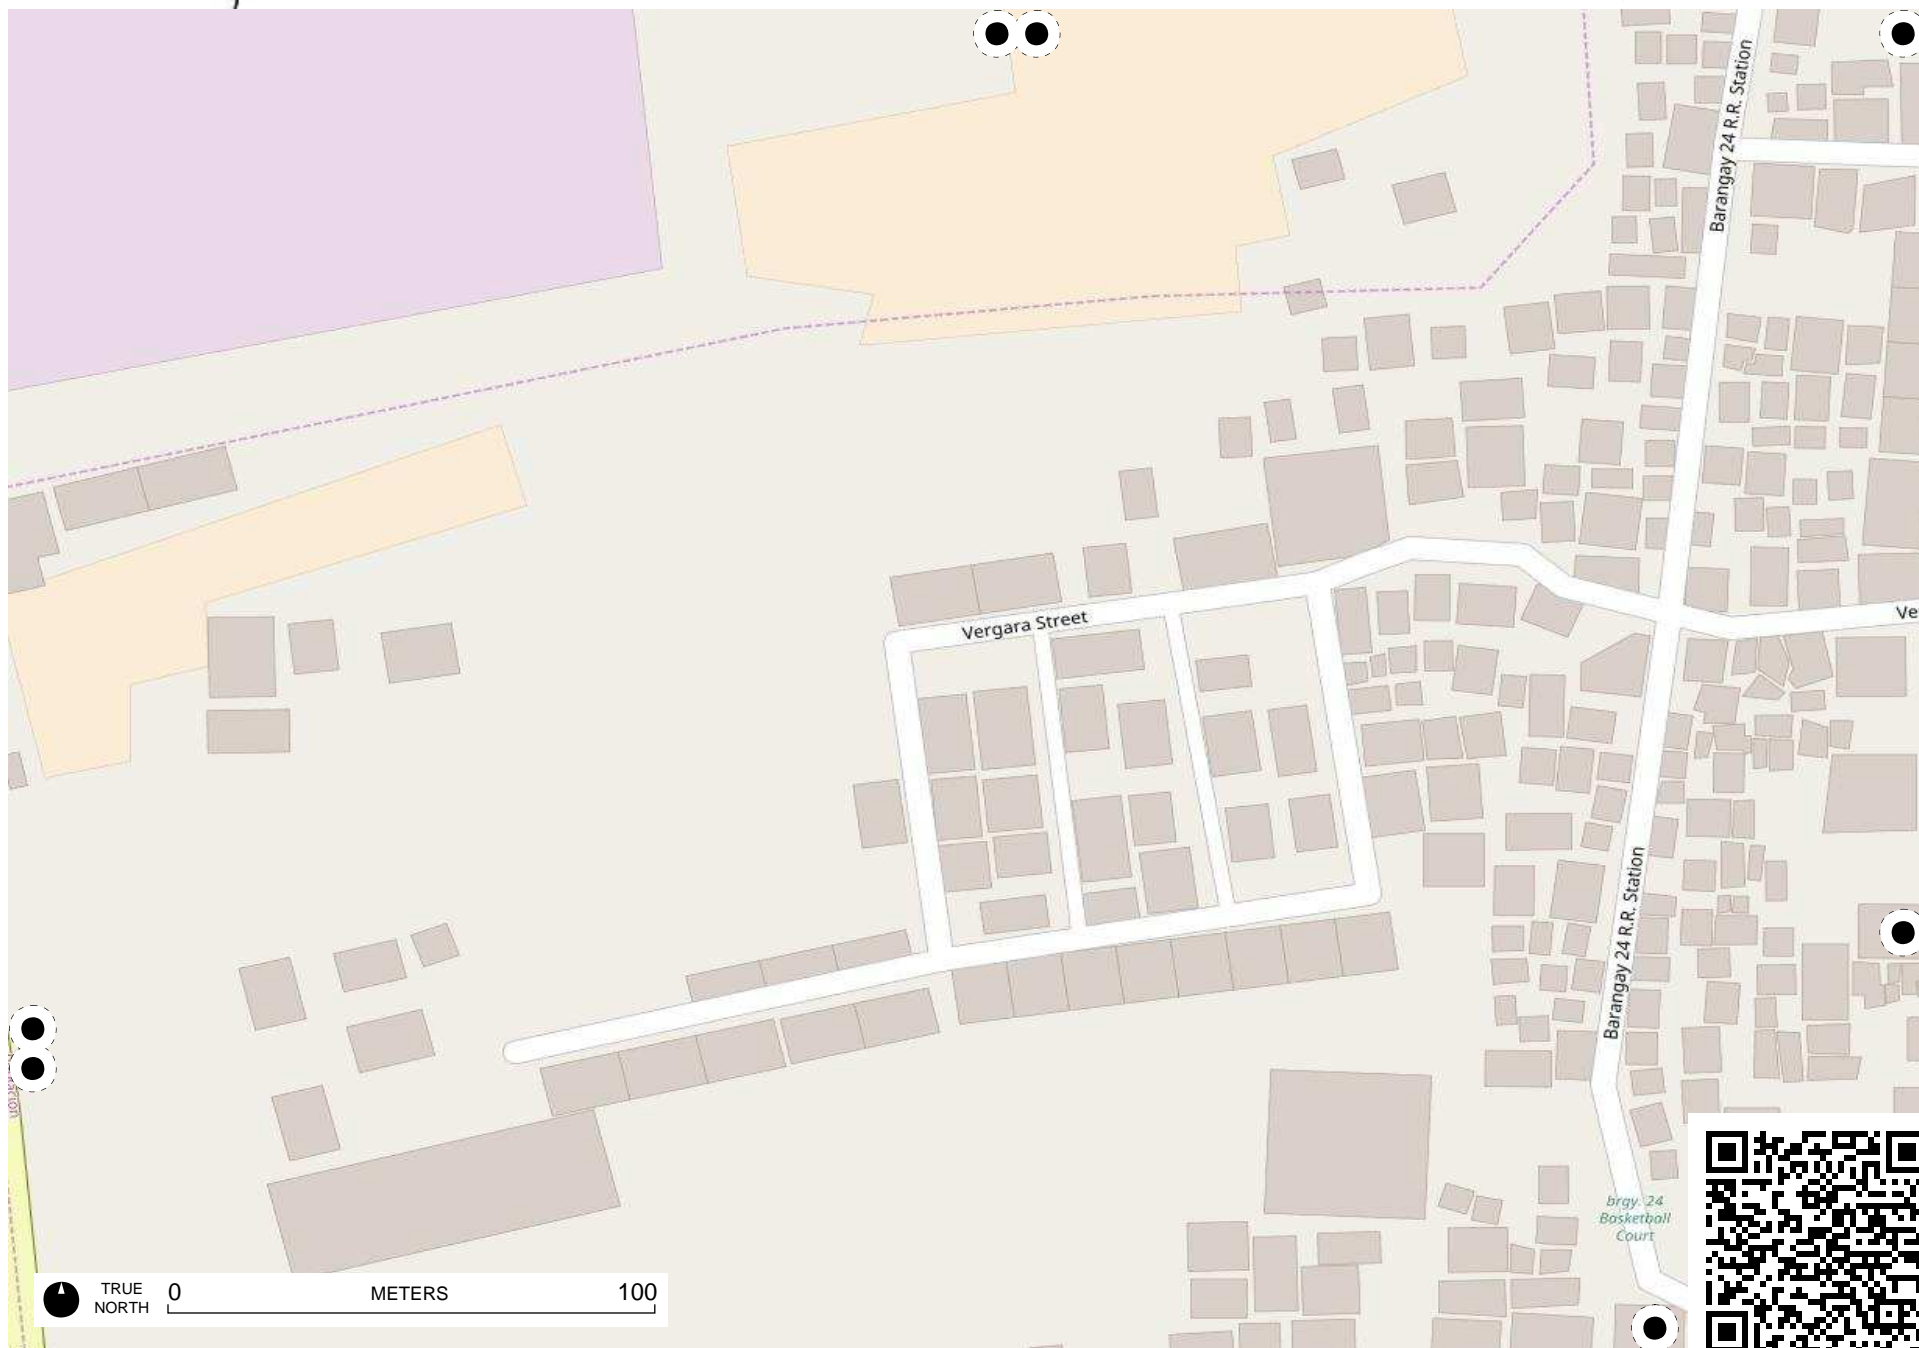 Barangay 24 R.R. Station
Vergara Street
Ve
Barangay 24 R.R. Station
brgy. 24
Basketball
Court
TRUE
NORTH
0
METERS
100